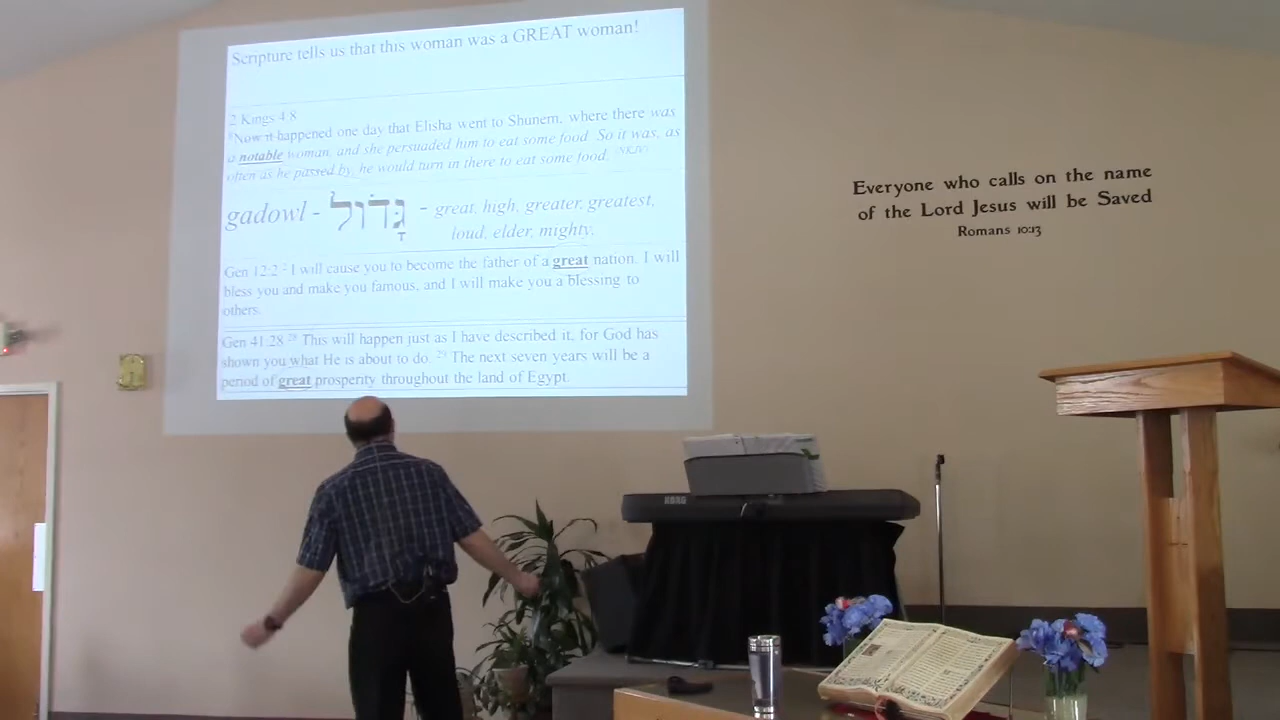 Scripture tells us that this woman was a GREAT woman!
2 Kings 4:8
8 Now it happened one day that Elisha went to Shunem, where there was
a notable woman, and she persuaded him to eat some food. So it was, as
often as he passed by, he would turn in there to eat some food. (NKJV)
gadowl - גָּדוֹל - great, high, greater, greatest,
loud, elder, mighty,
Gen 12:2 2 I will cause you to become the father of a great nation. I will
bless you and make you famous, and I will make you a blessing to
others.
Gen 41:28 28 This will happen just as I have described it, for God has
shown you what He is about to do. 29 The next seven years will be a
period of great prosperity throughout the land of Egypt.
Everyone who calls on the name
of the Lord Jesus will be Saved
Romans 10:13
KORG